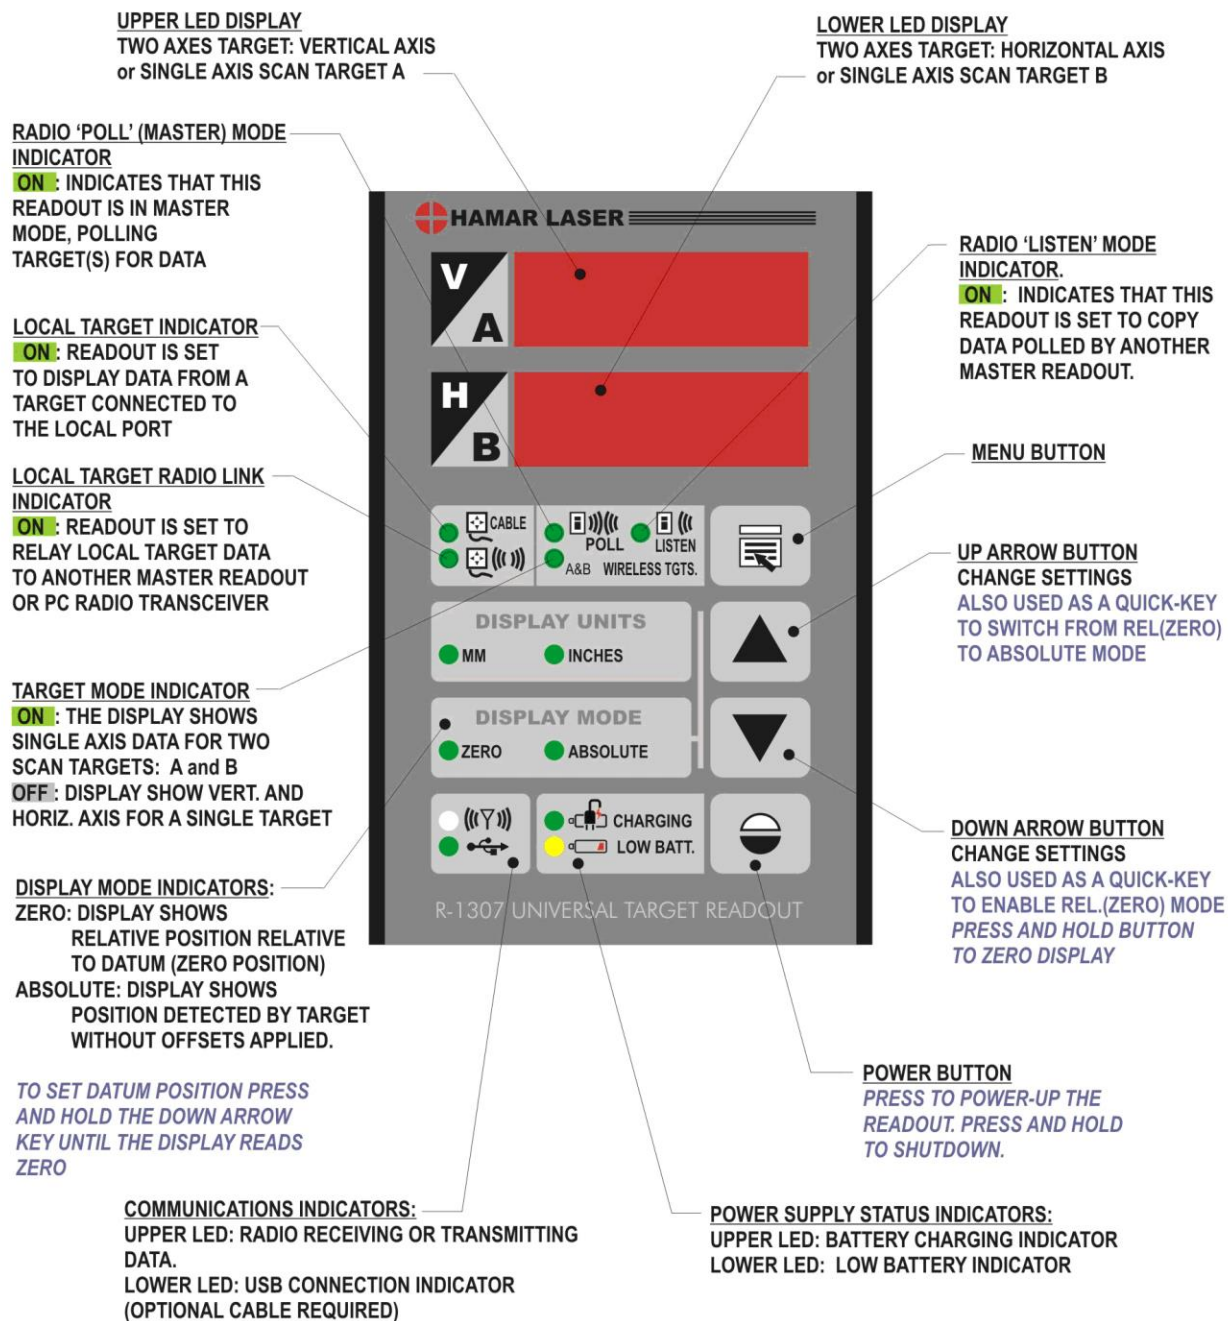 UPPER LED DISPLAY
TWO AXES TARGET: VERTICAL AXIS
or SINGLE AXIS SCAN TARGET A
LOWER LED DISPLAY
TWO AXES TARGET: HORIZONTAL AXIS
or SINGLE AXIS SCAN TARGET B
RADIO ‘POLL’ (MASTER) MODE
INDICATOR
ON : INDICATES THAT THIS
READOUT IS IN MASTER
MODE, POLLING
TARGET(S) FOR DATA
LOCAL TARGET INDICATOR
ON : READOUT IS SET
TO DISPLAY DATA FROM A
TARGET CONNECTED TO
THE LOCAL PORT
LOCAL TARGET RADIO LINK
INDICATOR
ON : READOUT IS SET TO
RELAY LOCAL TARGET DATA
TO ANOTHER MASTER READOUT
OR PC RADIO TRANSCEIVER
TARGET MODE INDICATOR
ON : THE DISPLAY SHOWS
SINGLE AXIS DATA FOR TWO
SCAN TARGETS: A and B
OFF : DISPLAY SHOW VERT. AND
HORIZ. AXIS FOR A SINGLE TARGET
DISPLAY MODE INDICATORS:
ZERO: DISPLAY SHOWS
RELATIVE POSITION RELATIVE
TO DATUM (ZERO POSITION)
ABSOLUTE: DISPLAY SHOWS
POSITION DETECTED BY TARGET
WITHOUT OFFSETS APPLIED.
TO SET DATUM POSITION PRESS
AND HOLD THE DOWN ARROW
KEY UNTIL THE DISPLAY READS
ZERO
HAMAR LASER
V
A
H
B
CABLE
POLL
LISTEN
A&B WIRELESS TGTS.
DISPLAY UNITS
MM INCHES
DISPLAY MODE
ZERO ABSOLUTE
CHARGING
LOW BATT.
R-1307 UNIVERSAL TARGET READOUT
RADIO ‘LISTEN’ MODE
INDICATOR.
ON : INDICATES THAT THIS
READOUT IS SET TO COPY
DATA POLLED BY ANOTHER
MASTER READOUT.
MENU BUTTON
UP ARROW BUTTON
CHANGE SETTINGS
ALSO USED AS A QUICK-KEY
TO SWITCH FROM REL(ZERO)
TO ABSOLUTE MODE
DOWN ARROW BUTTON
CHANGE SETTINGS
ALSO USED AS A QUICK-KEY
TO ENABLE REL.(ZERO) MODE
PRESS AND HOLD BUTTON
TO ZERO DISPLAY
POWER BUTTON
PRESS TO POWER-UP THE
READOUT. PRESS AND HOLD
TO SHUTDOWN.
COMMUNICATIONS INDICATORS:
UPPER LED: RADIO RECEIVING OR TRANSMITTING
DATA.
LOWER LED: USB CONNECTION INDICATOR
(OPTIONAL CABLE REQUIRED)
POWER SUPPLY STATUS INDICATORS:
UPPER LED: BATTERY CHARGING INDICATOR
LOWER LED: LOW BATTERY INDICATOR